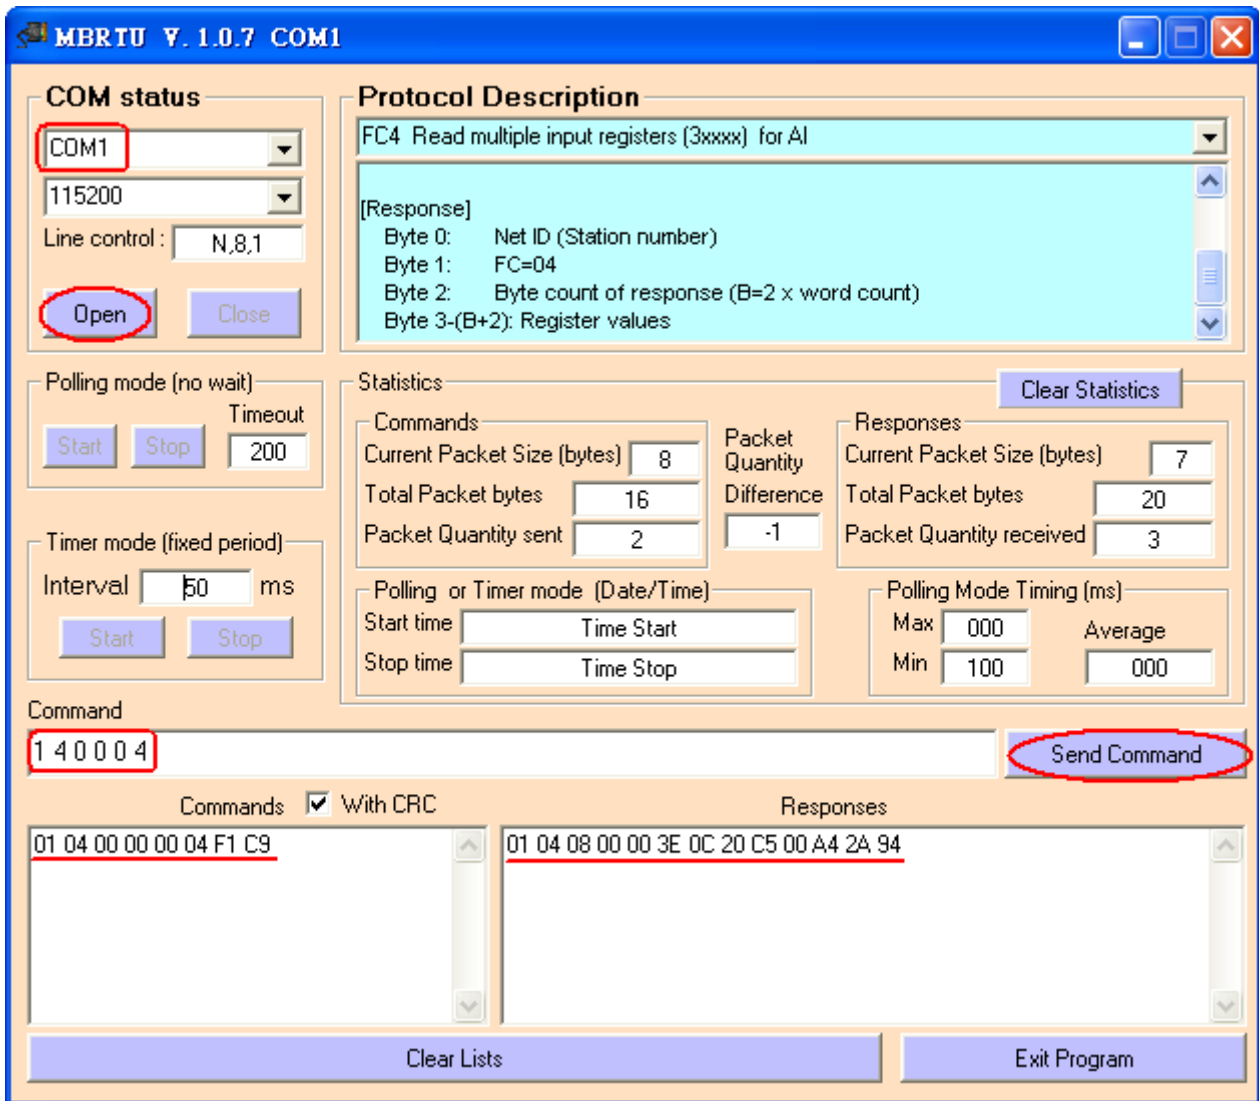 MBRTU V. 1.0.7 COM1
COM status
COM1
115200
Line control : N,8,1
Open Close
Protocol Description
FC4 Read multiple input registers (3xxxx) for AI
[Response]
Byte 0: Net ID (Station number)
Byte 1: FC=04
Byte 2: Byte count of response (B=2 x word count)
Byte 3-(B+2): Register values
Polling mode (no wait)
Timeout
Start Stop 200
Timer mode (fixed period)
Interval 50 ms
Start Stop
Statistics
Clear Statistics
Commands
Current Packet Size (bytes) 8
Total Packet bytes 16
Packet Quantity sent 2
Packet
Quantity
Difference
-1
Responses
Current Packet Size (bytes) 7
Total Packet bytes 20
Packet Quantity received 3
Polling or Timer mode (Date/Time)
Start time Time Start
Stop time Time Stop
Polling Mode Timing (ms)
Max 000 Average
Min 100 000
Command
1 4 0 0 0 4 Send Command
Commands With CRC Responses
01 04 00 00 00 04 F1 C9 01 04 08 00 00 3E 0C 20 C5 00 A4 2A 94
Clear Lists Exit Program